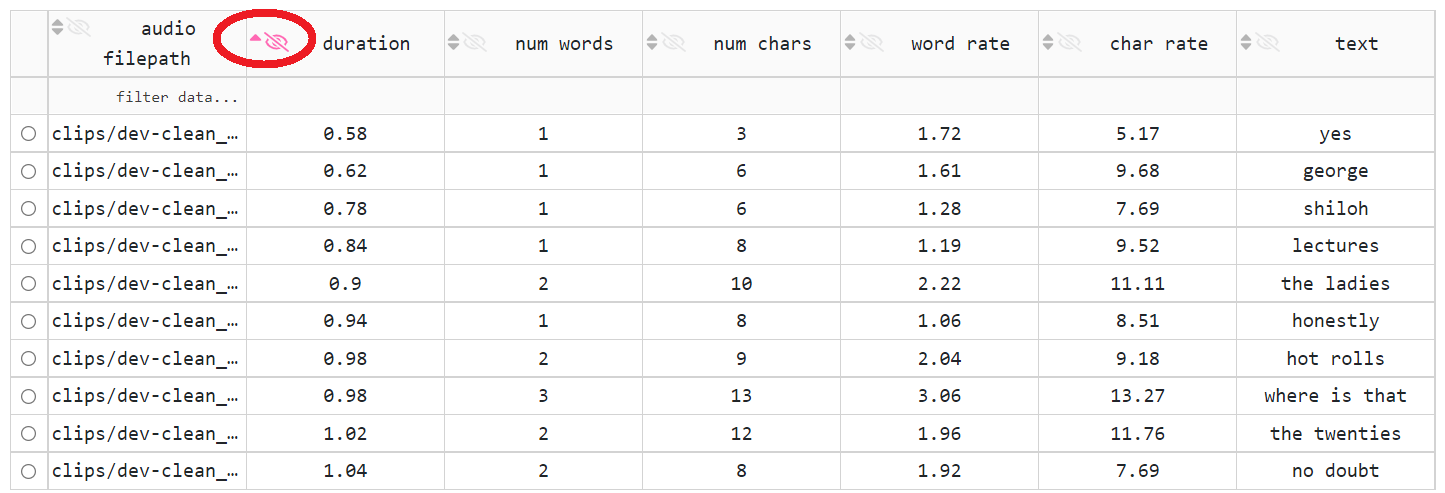 audio filepath duration num words num chars word rate char rate text
filter data...
clips/dev-clean_… 0.58 1 3 1.72 5.17 yes
clips/dev-clean_… 0.62 1 6 1.61 9.68 george
clips/dev-clean_… 0.78 1 6 1.28 7.69 shiloh
clips/dev-clean_… 0.84 1 8 1.19 9.52 lectures
clips/dev-clean_… 0.9 2 10 2.22 11.11 the ladies
clips/dev-clean_… 0.94 1 8 1.06 8.51 honestly
clips/dev-clean_… 0.98 2 9 2.04 9.18 hot rolls
clips/dev-clean_… 0.98 3 13 3.06 13.27 where is that
clips/dev-clean_… 1.02 2 12 1.96 11.76 the twenties
clips/dev-clean_… 1.04 2 8 1.92 7.69 no doubt